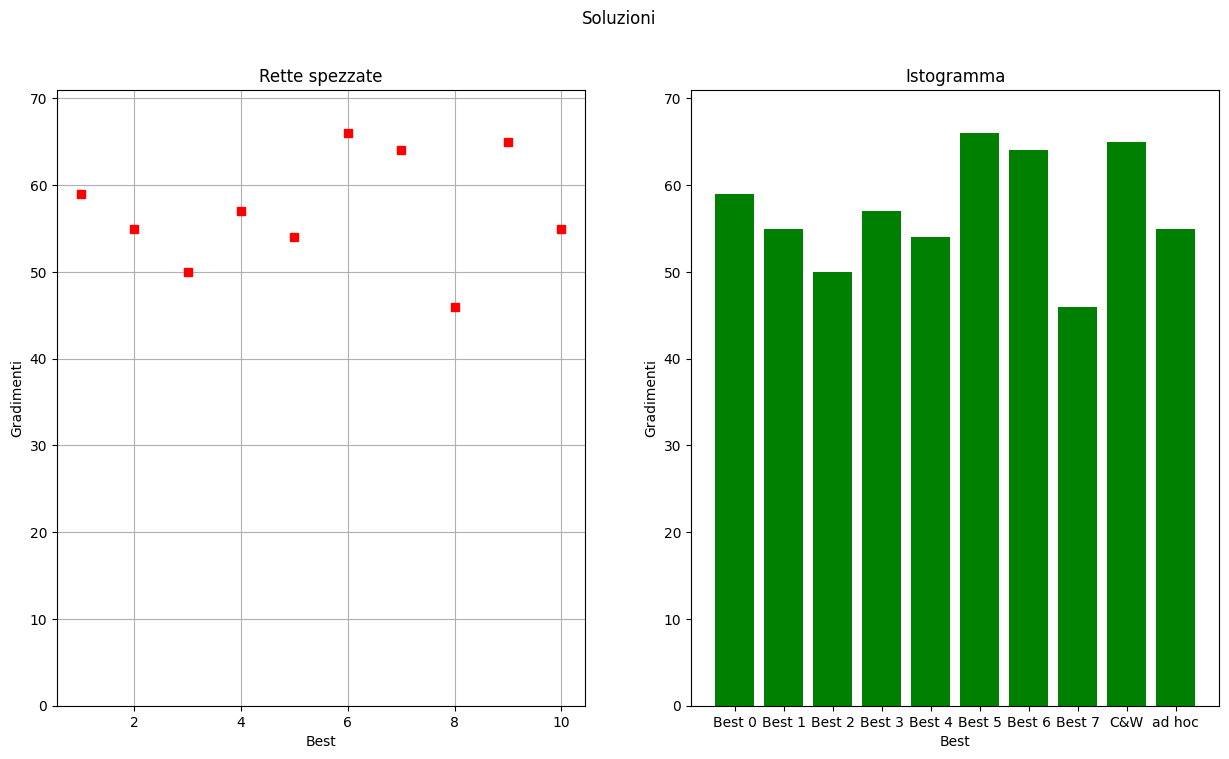 Soluzioni
Rette spezzate
70
60
50
40
30
20
10
0
Gradimenti
2 4 6 8 10
Best
Istogramma
70
60
50
40
30
20
10
0
Gradimenti
Best 0 Best 1 Best 2 Best 3 Best 4 Best 5 Best 6 Best 7 C&W ad hoc
Best